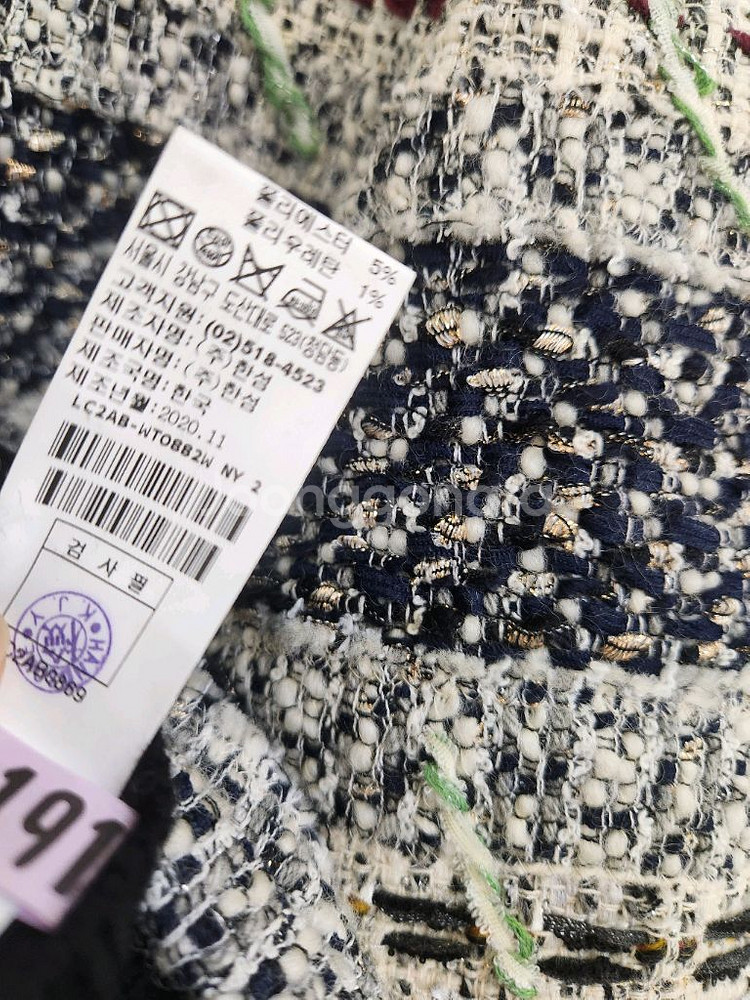 폴리에스터 5%
폴리우레탄 1%
서울시 강남구 도산대로 523(청담동)
고객지원: (02)518-4523
제조자명: (주)한섬
판매자명: (주)한섬
제조국명: 한국
제조년월: 2020.11
LC2AB-WT0882W NY 2
검 사 필
191